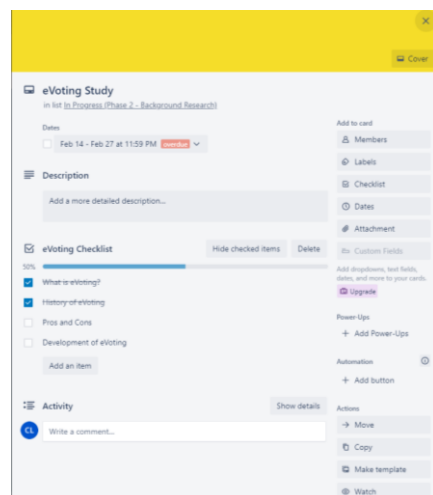 Cover
eVoting Study
in list In Progress (Phase 2 - Background Research)
Dates
Feb 14 - Feb 27 at 11:59 PM overdue
Description
Add a more detailed description...
eVoting Checklist
Hide checked items
Delete
50%
What is eVoting?
History of eVoting
Pros and Cons
Development of eVoting
Add an item
Activity
Show details
CL
Write a comment...
Add to card
Members
Labels
Checklist
Dates
Attachment
Custom Fields
Add dropdowns, text fields,
dates, and more to your cards.
Upgrade
Power-Ups
+ Add Power-Ups
Automation
+ Add button
Actions
→ Move
Copy
Make template
Watch